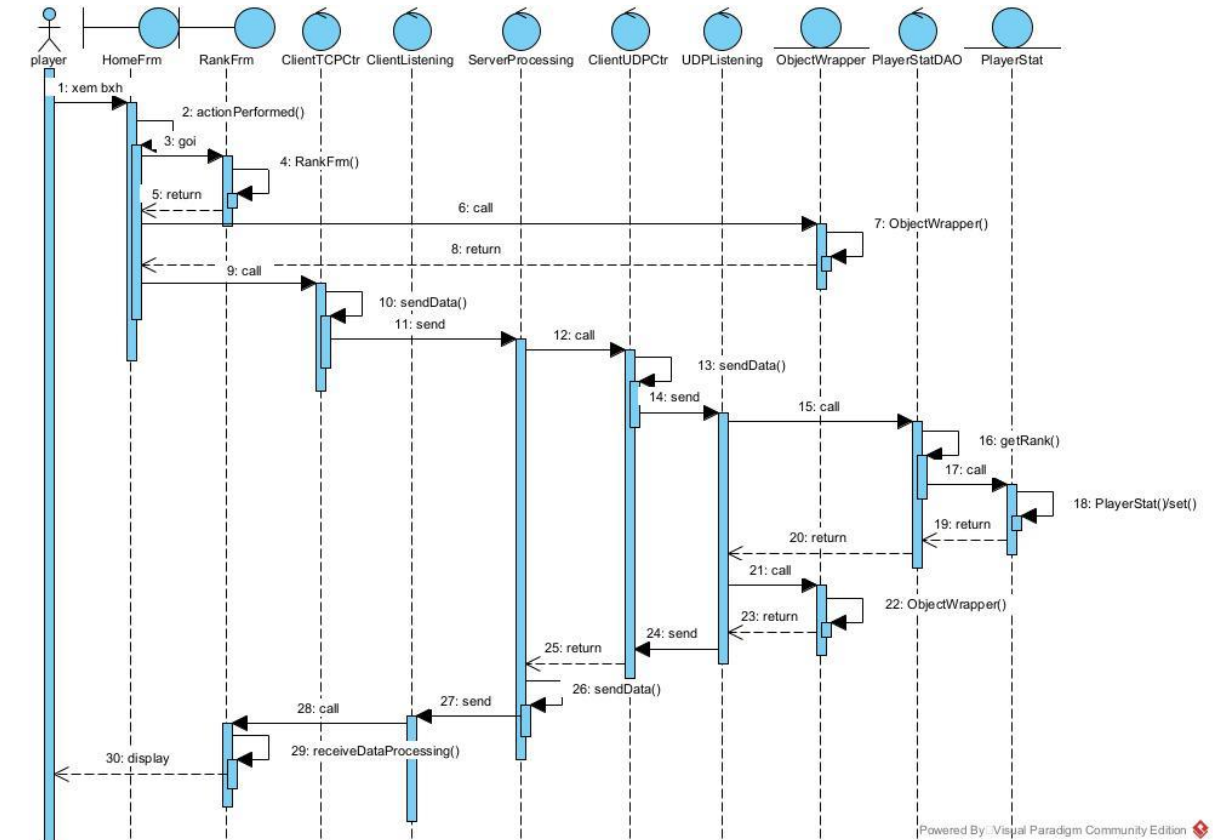 player
HomeFrm
RankFrm
ClientTCPCtr
ClientListening
ServerProcessing
ClientUDPCtr
UDPListening
ObjectWrapper
PlayerStatDAO
PlayerStat
1: xem bxh
2: actionPerformed()
3: goi
4: RankFrm()
5: return
6: call
7: ObjectWrapper()
8: return
9: call
10: sendData()
11: send
12: call
13: sendData()
14: send
15: call
16: getRank()
17: call
18: PlayerStat()/set()
19: return
20: return
21: call
22: ObjectWrapper()
23: return
24: send
25: return
26: sendData()
27: send
28: call
29: receiveDataProcessing()
30: display
Powered By Visual Paradigm Community Edition